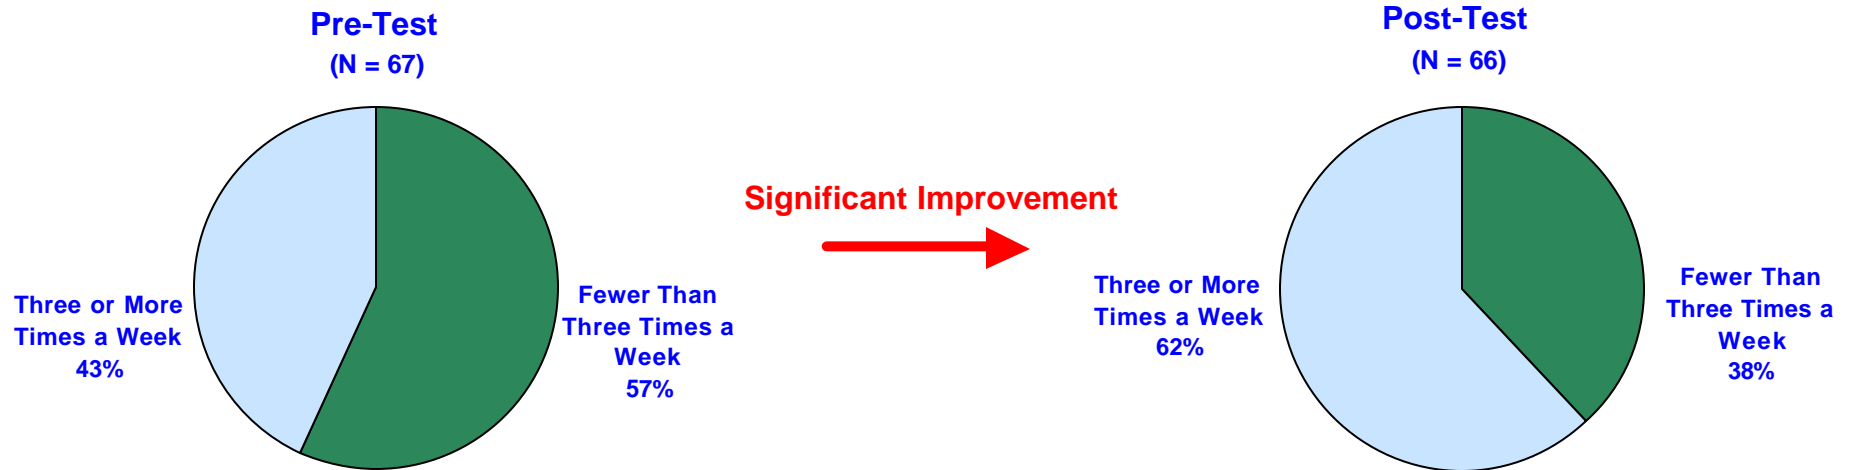 Pre-Test
(N = 67)
Three or More
Times a Week
43%
Fewer Than
Three Times a
Week
57%
Significant Improvement
Post-Test
(N = 66)
Three or More
Times a Week
62%
Fewer Than
Three Times a
Week
38%